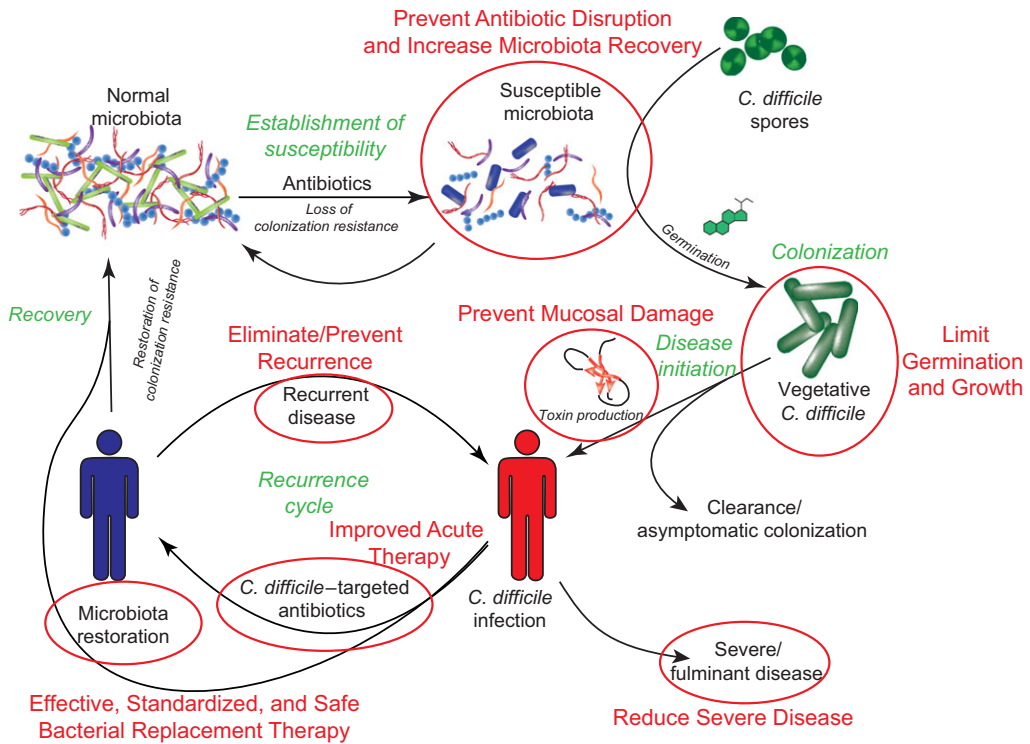 Prevent Antibiotic Disruption
and Increase Microbiota Recovery
Normal
microbiota
Establishment of
susceptibility
Antibiotics
Loss of
colonization resistance
Susceptible
microbiota
C. difficile
spores
Germination
Colonization
Vegetative
C. difficile
Limit
Germination
and Growth
Prevent Mucosal Damage
Disease
initiation
Toxin production
Recovery
Restoration of
colonization resistance
Eliminate/Prevent
Recurrence
Recurrent
disease
Recurrence
cycle
Improved Acute
Therapy
C. difficile–targeted
antibiotics
C. difficile
infection
Clearance/
asymptomatic colonization
Microbiota
restoration
Severe/
fulminant disease
Effective, Standardized, and Safe
Bacterial Replacement Therapy
Reduce Severe Disease